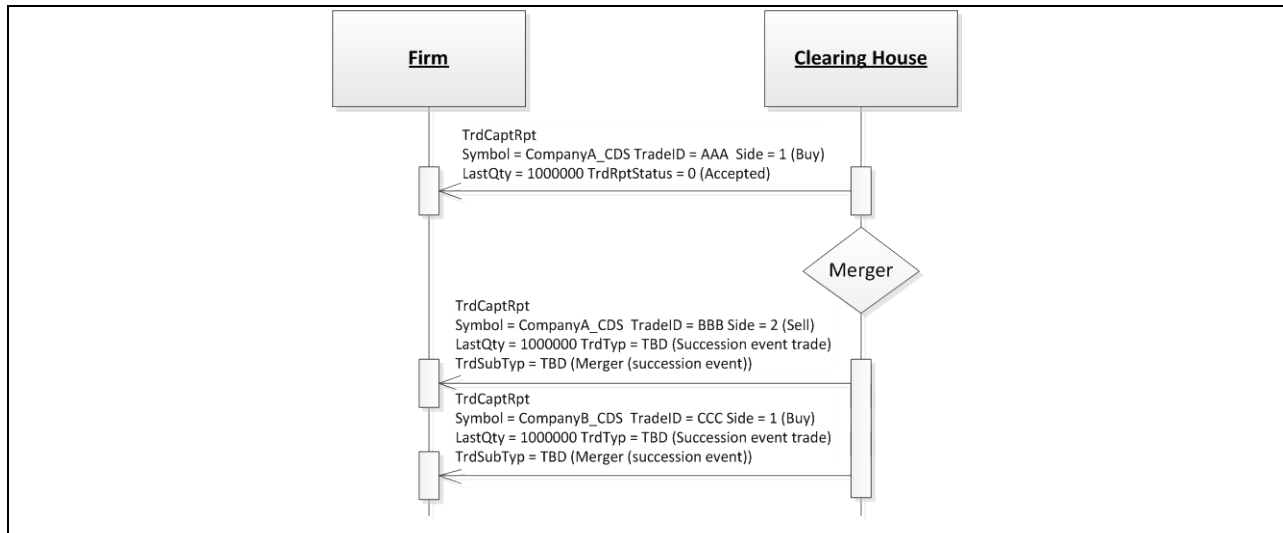 Firm
Clearing House
TrdCaptRpt
Symbol = CompanyA_CDS TradeID = AAA  Side = 1 (Buy)
LastQty = 1000000 TrdRptStatus = 0 (Accepted)
Merger
TrdCaptRpt
Symbol = CompanyA_CDS  TradeID = BBB Side = 2 (Sell)
LastQty = 1000000 TrdTyp = TBD (Succession event trade)
TrdSubTyp = TBD (Merger (succession event))
TrdCaptRpt
Symbol = CompanyB_CDS  TradeID = CCC Side = 1 (Buy)
LastQty = 1000000 TrdTyp = TBD (Succession event trade)
TrdSubTyp = TBD (Merger (succession event))